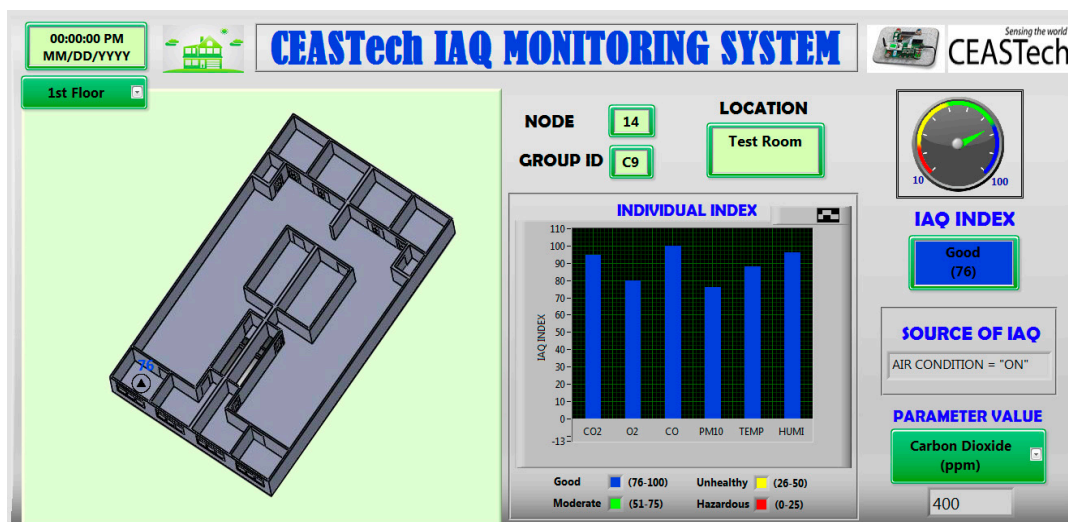 00:00:00 PM
MM/DD/YYYY
CEASTech IAQ MONITORING SYSTEM
Sensing the world
CEASTech
1st Floor
76
NODE
14
GROUP ID
C9
LOCATION
Test Room
10
100
IAQ INDEX
Good
(76)
INDIVIDUAL INDEX
IAQ INDEX
110
100
90
80
70
60
50
40
30
20
10
0
-13
CO2 O2 CO PM10 TEMP HUMI
Good (76-100) Unhealthy (26-50)
Moderate (51-75) Hazardous (0-25)
SOURCE OF IAQ
AIR CONDITION = "ON"
PARAMETER VALUE
Carbon Dioxide
(ppm)
400